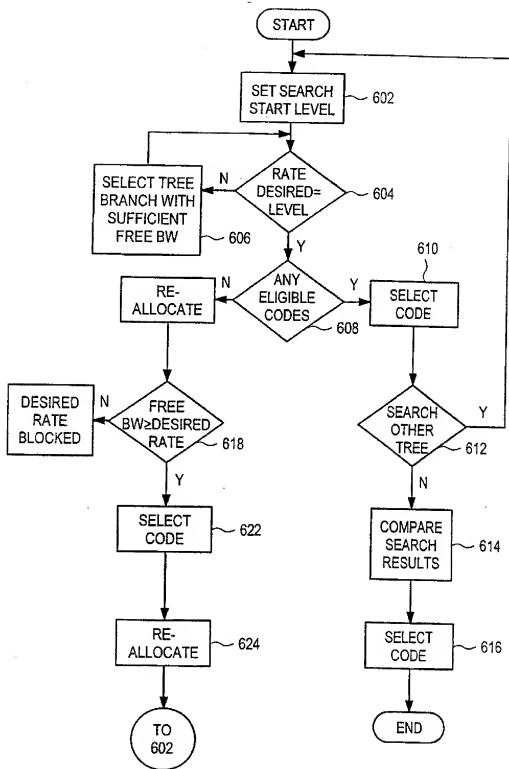 START
SET SEARCH
START LEVEL
602
RATE
DESIRED=
LEVEL
604
N
SELECT TREE
BRANCH WITH
SUFFICIENT
FREE BW
606
Y
ANY
ELIGIBLE
CODES
608
N
RE-
ALLOCATE
Y
610
SELECT
CODE
FREE
BW≥DESIRED
RATE
618
N
DESIRED
RATE
BLOCKED
SEARCH
OTHER
TREE
612
Y
Y
SELECT
CODE
622
N
COMPARE
SEARCH
RESULTS
614
RE-
ALLOCATE
624
SELECT
CODE
616
TO
602
END